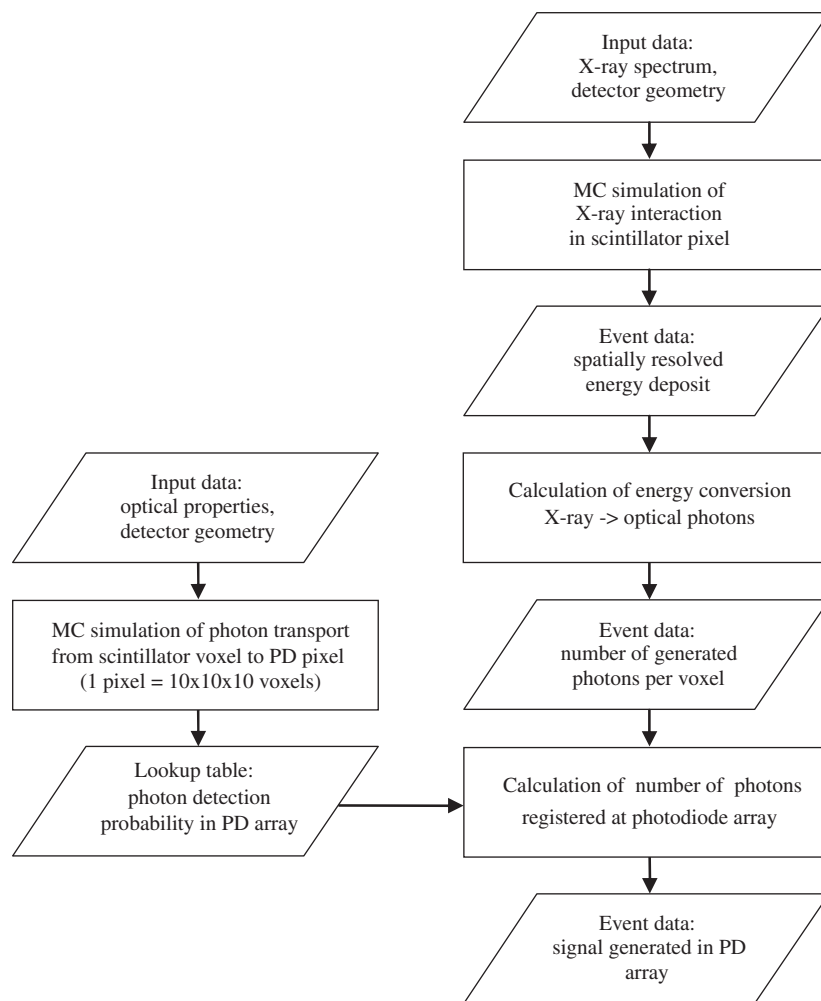 Input data:
X-ray spectrum,
detector geometry
MC simulation of
X-ray interaction
in scintillator pixel
Event data:
spatially resolved
energy deposit
Input data:
optical properties,
detector geometry
Calculation of energy conversion
X-ray -> optical photons
MC simulation of photon transport
from scintillator voxel to PD pixel
(1 pixel = 10x10x10 voxels)
Event data:
number of generated
photons per voxel
Lookup table:
photon detection
probability in PD array
Calculation of number of photons
registered at photodiode array
Event data:
signal generated in PD
array